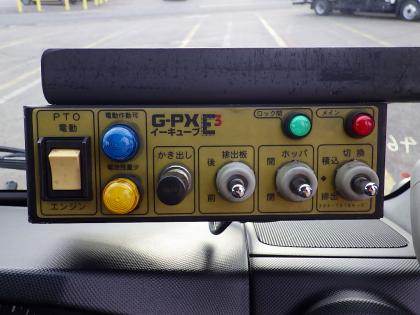 PTO
電動
エンジン
電動作動可
G-PX-E³
イーキューブ
ロック開
メイン
かき出し
排出板
後
前
ホッパ
開
閉
切換
積込
排出